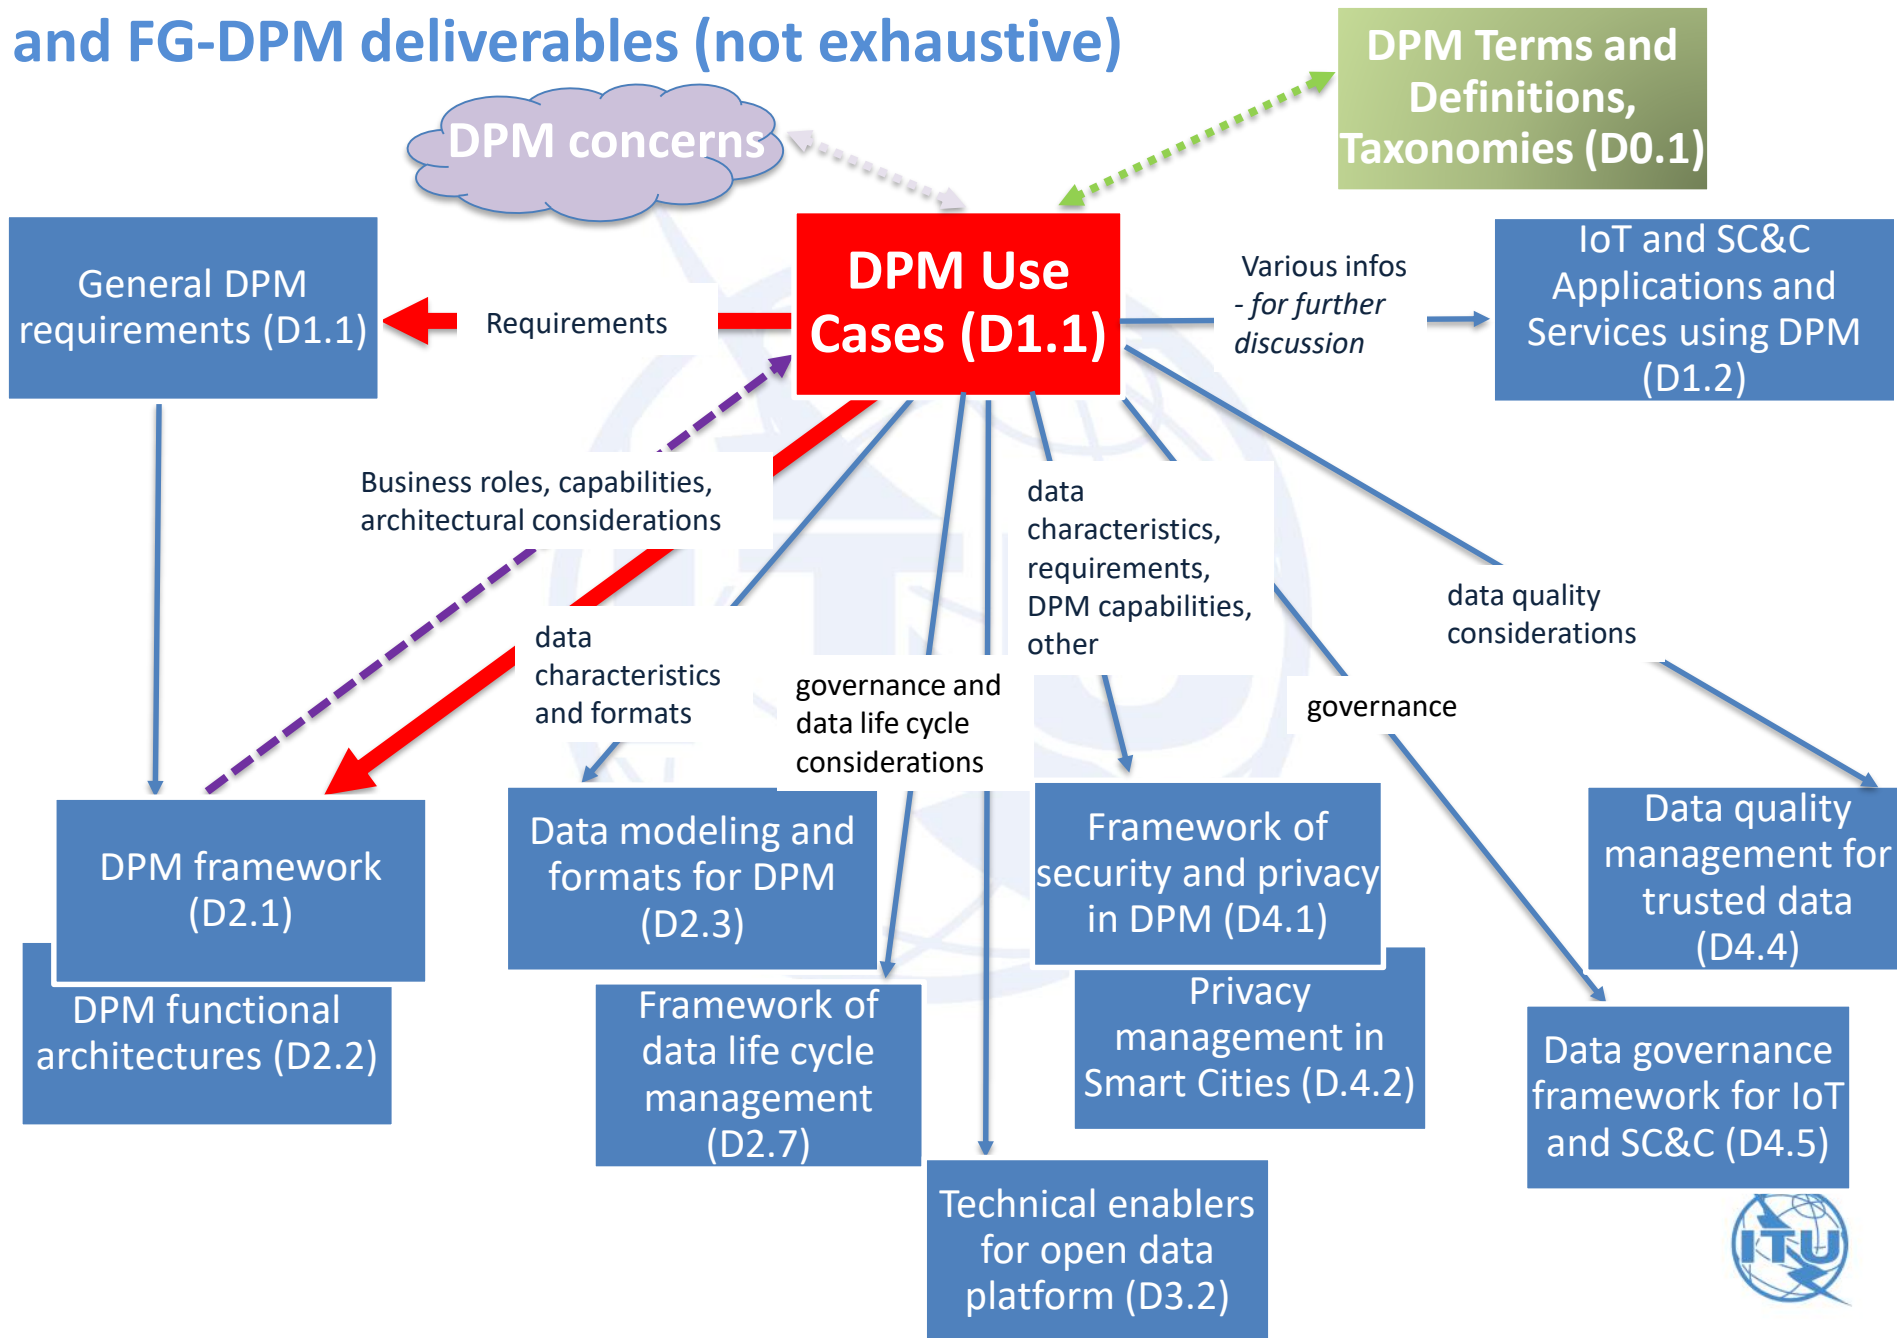 and FG-DPM deliverables (not exhaustive)
DPM Terms and
Definitions,
Taxonomies (D0.1)
DPM concerns
General DPM
requirements (D1.1)
Requirements
DPM Use
Cases (D1.1)
Various infos
- for further
discussion
IoT and SC&C
Applications and
Services using DPM
(D1.2)
Business roles, capabilities,
architectural considerations
data
characteristics
and formats
governance and
data life cycle
considerations
data
characteristics,
requirements,
DPM capabilities,
other
governance
data quality
considerations
DPM framework
(D2.1)
DPM functional
architectures (D2.2)
Data modeling and
formats for DPM
(D2.3)
Framework of
data life cycle
management
(D2.7)
Technical enablers
for open data
platform (D3.2)
Framework of
security and privacy
in DPM (D4.1)
Privacy
management in
Smart Cities (D.4.2)
Data quality
management for
trusted data
(D4.4)
Data governance
framework for IoT
and SC&C (D4.5)
ITU